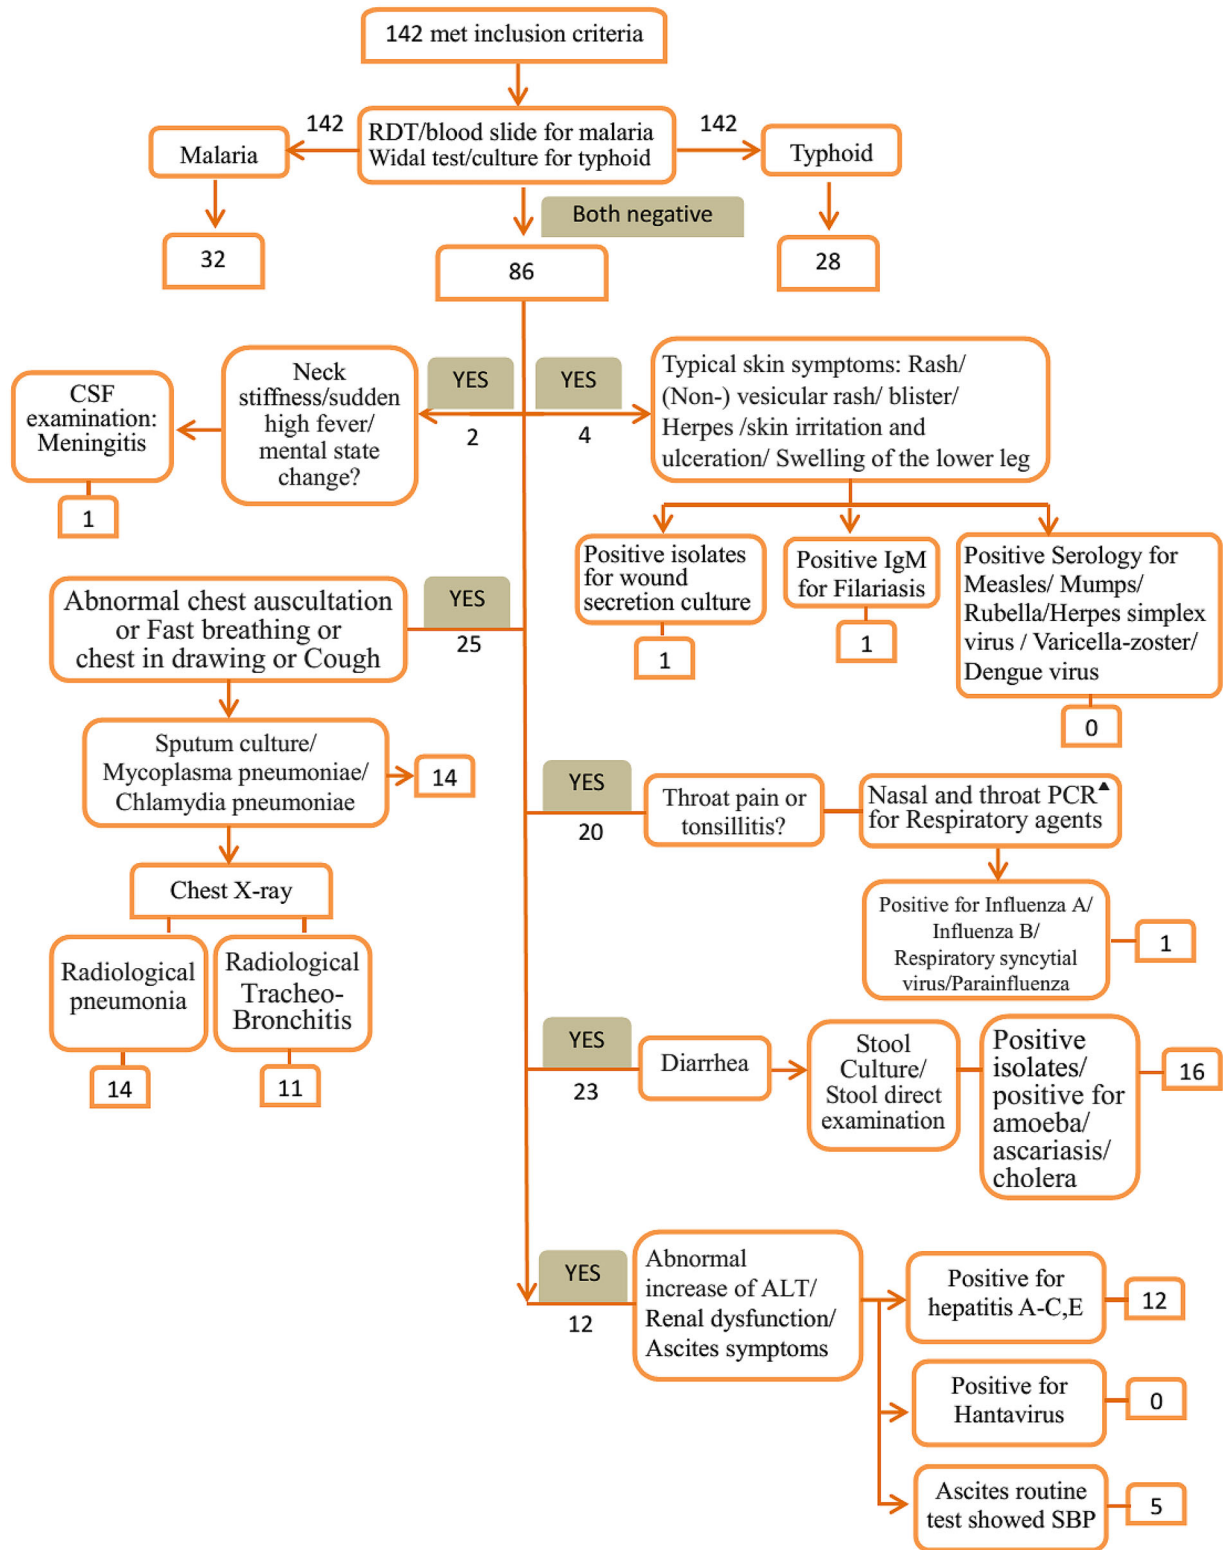 142 met inclusion criteria
142
RDT/blood slide for malaria
Widal test/culture for typhoid
142
Malaria
Typhoid
Both negative
32
86
28
YES
2
YES
4
Neck
stiffness/sudden
high fever/
mental state
change?
CSF
examination:
Meningitis
1
Typical skin symptoms: Rash/
(Non-) vesicular rash/ blister/
Herpes /skin irritation and
ulceration/ Swelling of the lower leg
Positive isolates
for wound
secretion culture
1
Positive IgM
for Filariasis
1
Positive Serology for
Measles/ Mumps/
Rubella/Herpes simplex
virus / Varicella-zoster/
Dengue virus
0
YES
25
Abnormal chest auscultation
or Fast breathing or
chest in drawing or Cough
Sputum culture/
Mycoplasma pneumoniae/
Chlamydia pneumoniae
14
Chest X-ray
Radiological
pneumonia
14
Radiological
Tracheo-
Bronchitis
11
YES
20
Throat pain or
tonsillitis?
Nasal and throat PCR▲
for Respiratory agents
Positive for Influenza A/
Influenza B/
Respiratory syncytial
virus/Parainfluenza
1
YES
23
Diarrhea
Stool
Culture/
Stool direct
examination
Positive
isolates/
positive for
amoeba/
ascariasis/
cholera
16
YES
12
Abnormal
increase of ALT/
Renal dysfunction/
Ascites symptoms
Positive for
hepatitis A-C,E
12
Positive for
Hantavirus
0
Ascites routine
test showed SBP
5